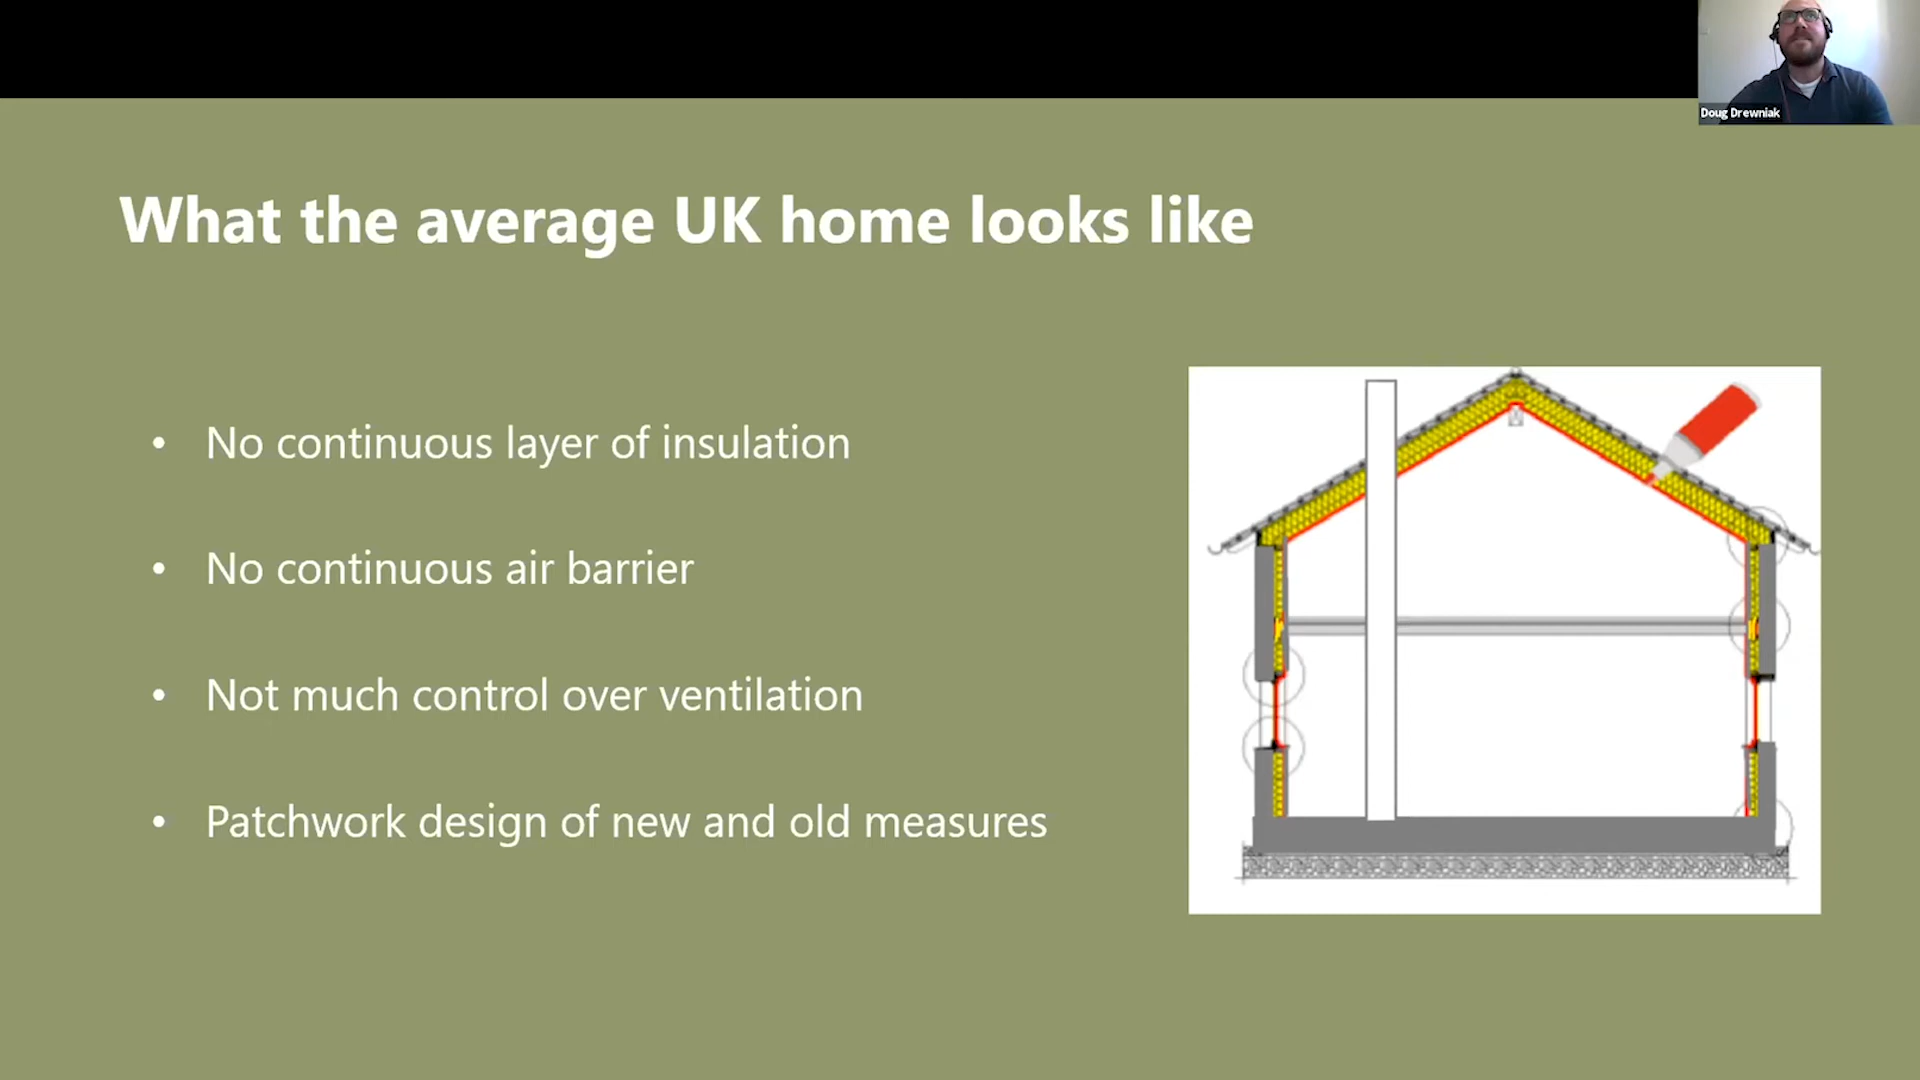 Doug Drewniak
What the average UK home looks like
• No continuous layer of insulation
• No continuous air barrier
• Not much control over ventilation
• Patchwork design of new and old measures